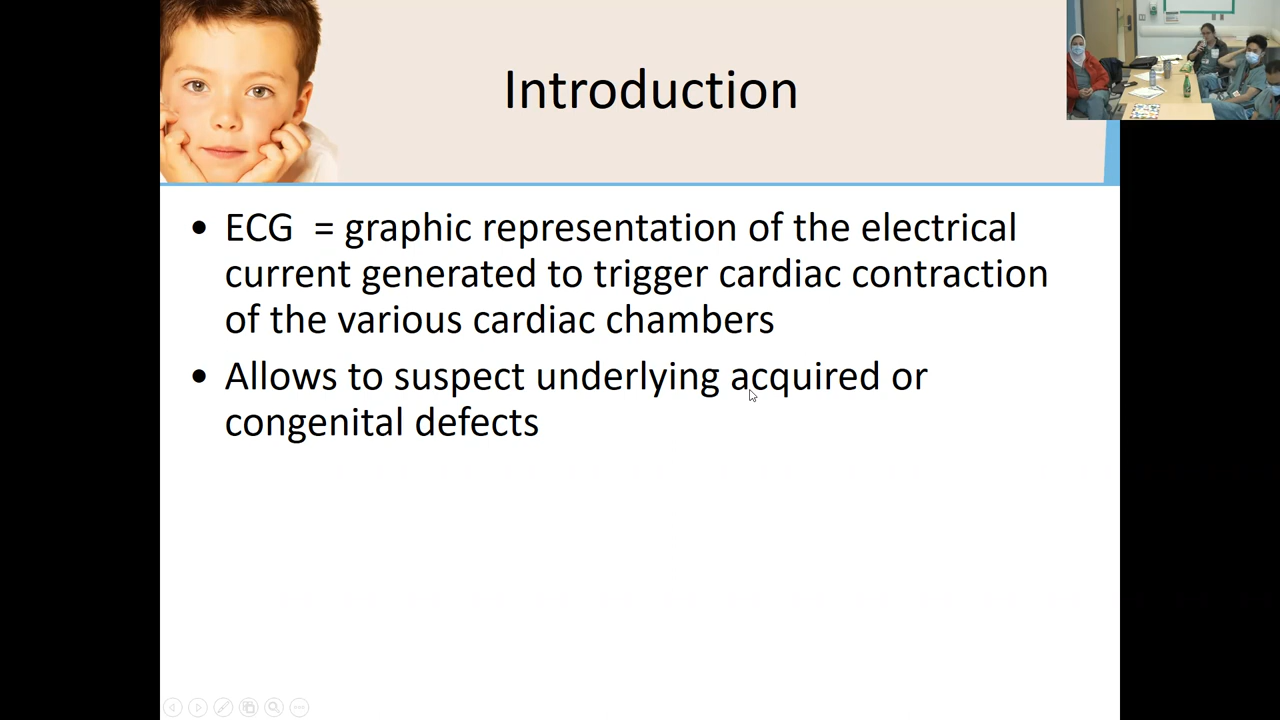 Introduction
• ECG  = graphic representation of the electrical
current generated to trigger cardiac contraction
of the various cardiac chambers
• Allows to suspect underlying acquired or
congenital defects